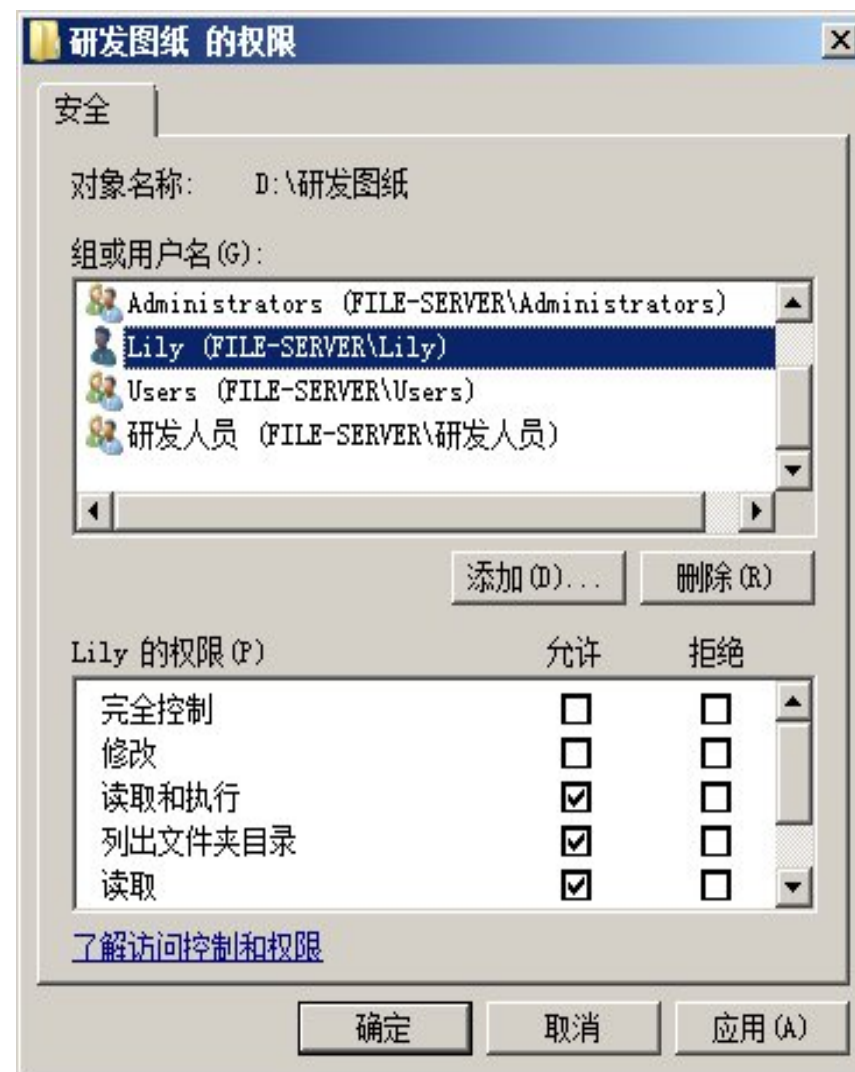 研发图纸 的权限
安全
对象名称: D:\研发图纸
组或用户名(G):
Administrators (FILE-SERVER\Administrators)
Lily (FILE-SERVER\Lily)
Users (FILE-SERVER\Users)
研发人员 (FILE-SERVER\研发人员)
添加(D)... 删除(R)
Lily 的权限(P) 允许 拒绝
完全控制
修改
读取和执行
列出文件夹目录
读取
了解访问控制和权限
确定 取消 应用(A)